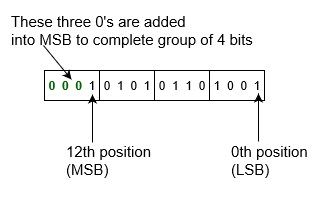 These three 0's are added
into MSB to complete group of 4 bits
0 0 0 1 0 1 0 1 0 1 1 0 1 0 0 1
12th position 0th position
(MSB) (LSB)